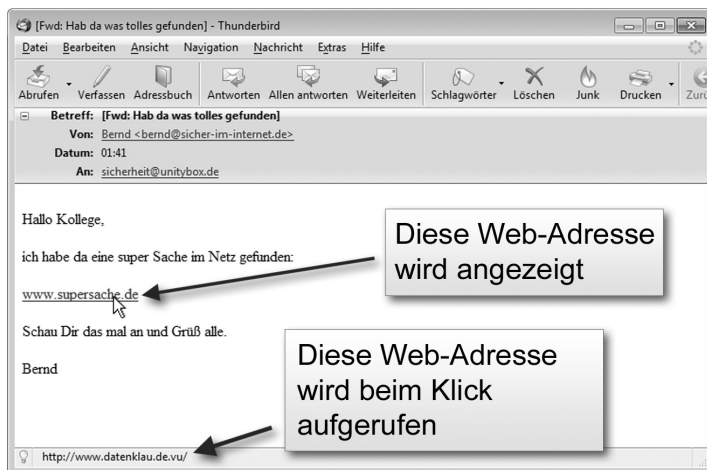 [Fwd: Hab da was tolles gefunden] - Thunderbird
Datei Bearbeiten Ansicht Navigation Nachricht Extras Hilfe
Abrufen Verfassen Adressbuch Antworten Allen antworten Weiterleiten Schlagwörter Löschen Junk Drucken Zurü
Betreff: [Fwd: Hab da was tolles gefunden]
Von: Bernd <bernd@sicher-im-internet.de>
Datum: 01:41
An: sicherheit@unitybox.de
Hallo Kollege,
ich habe da eine super Sache im Netz gefunden:
www.supersache.de
Schau Dir das mal an und Grüß alle.
Bernd
Diese Web-Adresse
wird angezeigt
Diese Web-Adresse
wird beim Klick
aufgerufen
http://www.datenklau.de.vu/